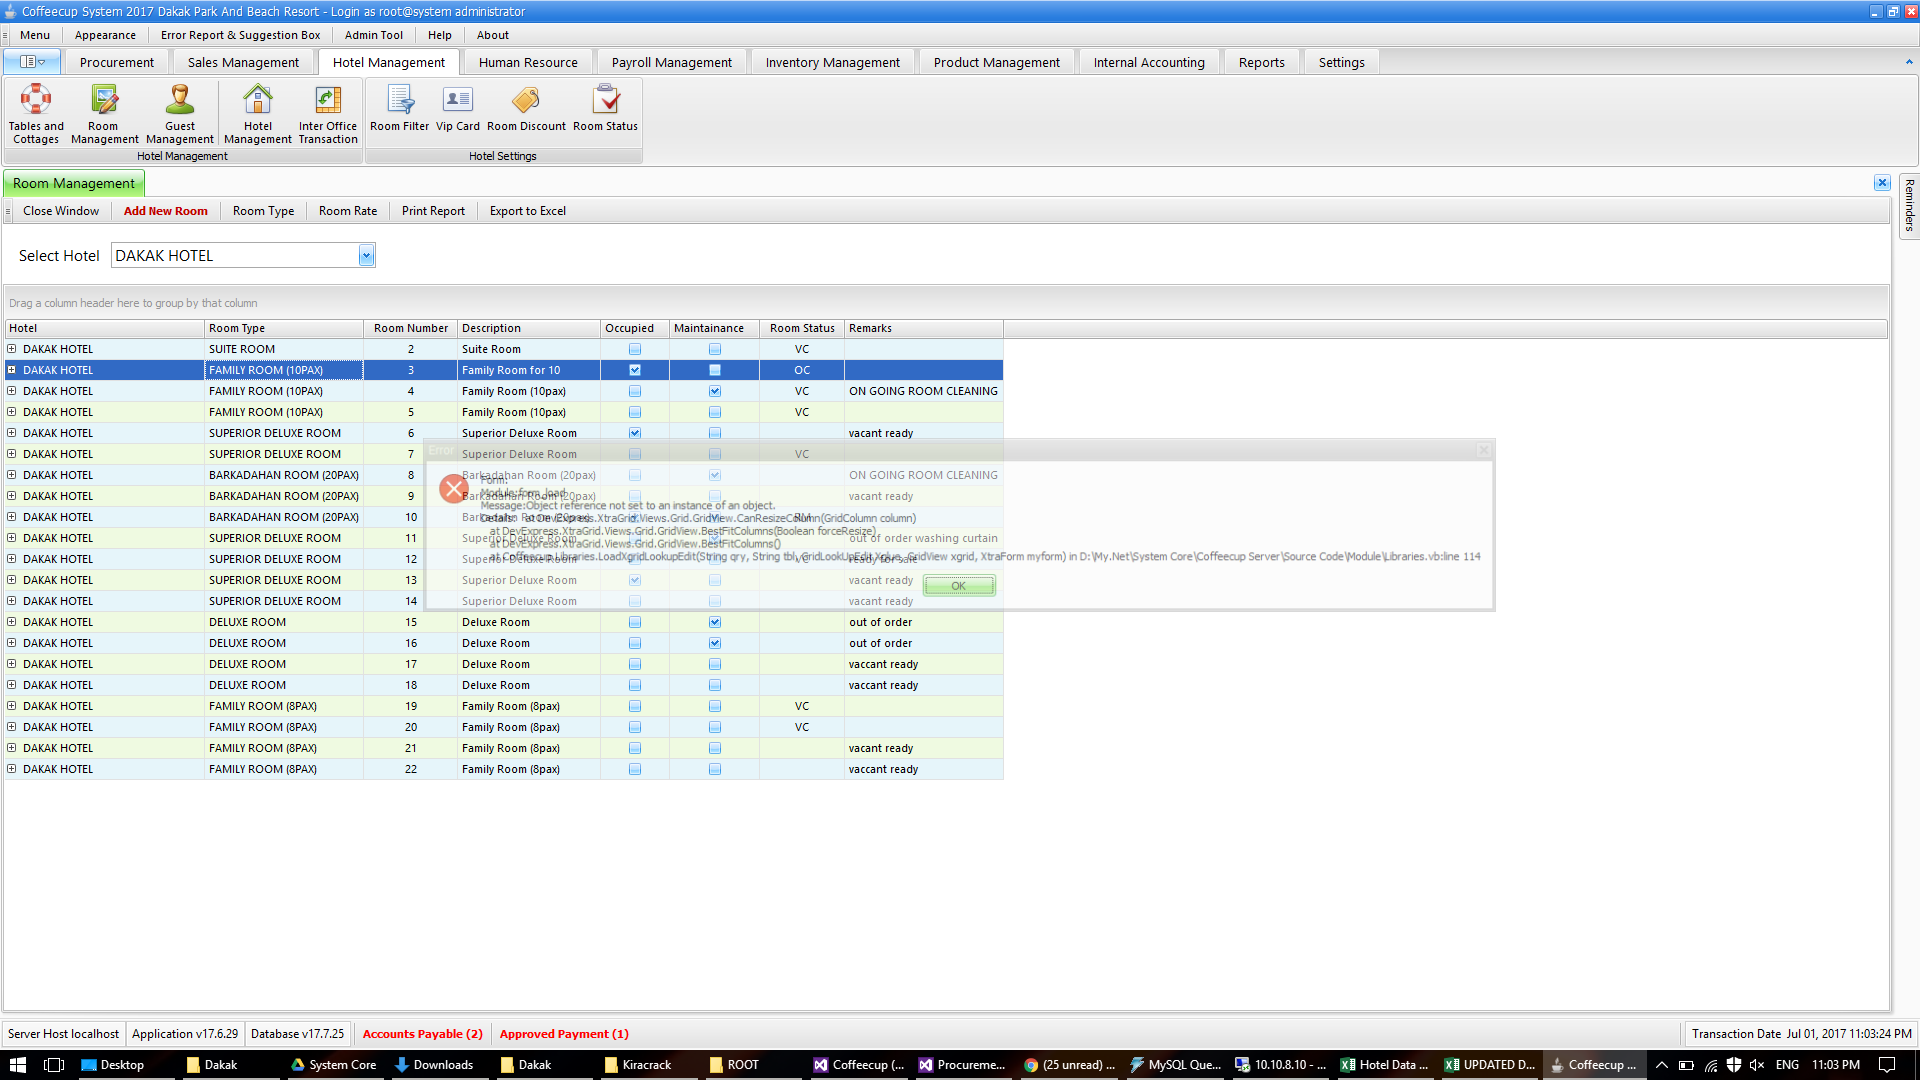 Coffeecup System 2017 Dakak Park And Beach Resort - Login as root@system administrator
Menu Appearance Error Report & Suggestion Box Admin Tool Help About
Procurement Sales Management Hotel Management Human Resource Payroll Management Inventory Management Product Management Internal Accounting Reports Settings
Tables and Cottages Room Management Guest Management Hotel Management Inter Office Transaction Room Filter Vip Card Room Discount Room Status
Hotel Management Hotel Settings
Room Management
Reminders
Close Window Add New Room Room Type Room Rate Print Report Export to Excel
Select Hotel DAKAK HOTEL
Drag a column header here to group by that column
Hotel Room Type Room Number Description Occupied Maintainance Room Status Remarks
DAKAK HOTEL SUITE ROOM 2 Suite Room VC
DAKAK HOTEL FAMILY ROOM (10PAX) 3 Family Room for 10 OC
DAKAK HOTEL FAMILY ROOM (10PAX) 4 Family Room (10pax) VC ON GOING ROOM CLEANING
DAKAK HOTEL FAMILY ROOM (10PAX) 5 Family Room (10pax) VC
DAKAK HOTEL SUPERIOR DELUXE ROOM 6 Superior Deluxe Room vacant ready
DAKAK HOTEL SUPERIOR DELUXE ROOM 7 Superior Deluxe Room VC
DAKAK HOTEL BARKADAHAN ROOM (20PAX) 8 Barkadahan Room (20pax) ON GOING ROOM CLEANING
DAKAK HOTEL BARKADAHAN ROOM (20PAX) 9 Barkadahan Room (20pax) vacant ready
DAKAK HOTEL BARKADAHAN ROOM (20PAX) 10 Barkadahan Room (20pax) RM
DAKAK HOTEL SUPERIOR DELUXE ROOM 11 Superior Deluxe Room out of order washing curtain
DAKAK HOTEL SUPERIOR DELUXE ROOM 12 Superior Deluxe Room VC ready for sale
DAKAK HOTEL SUPERIOR DELUXE ROOM 13 Superior Deluxe Room vacant ready
DAKAK HOTEL SUPERIOR DELUXE ROOM 14 Superior Deluxe Room vacant ready
DAKAK HOTEL DELUXE ROOM 15 Deluxe Room out of order
DAKAK HOTEL DELUXE ROOM 16 Deluxe Room out of order
DAKAK HOTEL DELUXE ROOM 17 Deluxe Room vaccant ready
DAKAK HOTEL DELUXE ROOM 18 Deluxe Room vaccant ready
DAKAK HOTEL FAMILY ROOM (8PAX) 19 Family Room (8pax) VC
DAKAK HOTEL FAMILY ROOM (8PAX) 20 Family Room (8pax) VC
DAKAK HOTEL FAMILY ROOM (8PAX) 21 Family Room (8pax) vacant ready
DAKAK HOTEL FAMILY ROOM (8PAX) 22 Family Room (8pax) vaccant ready
Error
Form:
Module:form_load
Message:Object reference not set to an instance of an object.
Details: at DevExpress.XtraGrid.Views.Grid.GridView.CanResizeColumn(GridColumn column)
at DevExpress.XtraGrid.Views.Grid.GridView.BestFitColumns(Boolean forceResize)
at DevExpress.XtraGrid.Views.Grid.GridView.BestFitColumns()
at Coffeecup.Libraries.LoadXgridLookupEdit(String qry, String tbl, GridLookUpEdit Xplue, GridView xgrid, XtraForm myform) in D:\My.Net\System Core\Coffeecup Server\Source Code\Module\Libraries.vb:line 114
OK
Server Host localhost Application v17.6.29 Database v17.7.25 Accounts Payable (2) Approved Payment (1) Transaction Date Jul 01, 2017 11:03:24 PM
Desktop Dakak System Core Downloads Dakak Kiracrack ROOT Coffeecup (... Procureme... (25 unread) ... MySQL Que... 10.10.8.10 - ... Hotel Data ... UPDATED D... Coffeecup ... ENG 11:03 PM